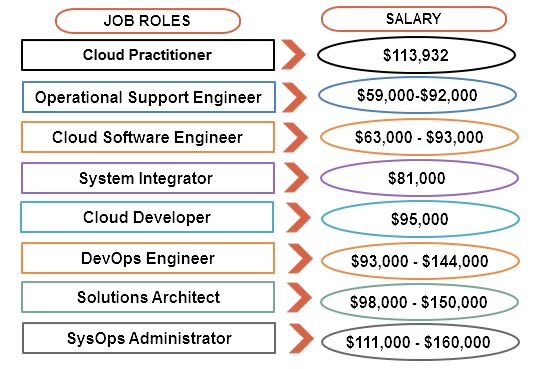 JOB ROLES SALARY
Cloud Practitioner $113,932
Operational Support Engineer $59,000-$92,000
Cloud Software Engineer $63,000 - $93,000
System Integrator $81,000
Cloud Developer $95,000
DevOps Engineer $93,000 - $144,000
Solutions Architect $98,000 - $150,000
SysOps Administrator $111,000 - $160,000